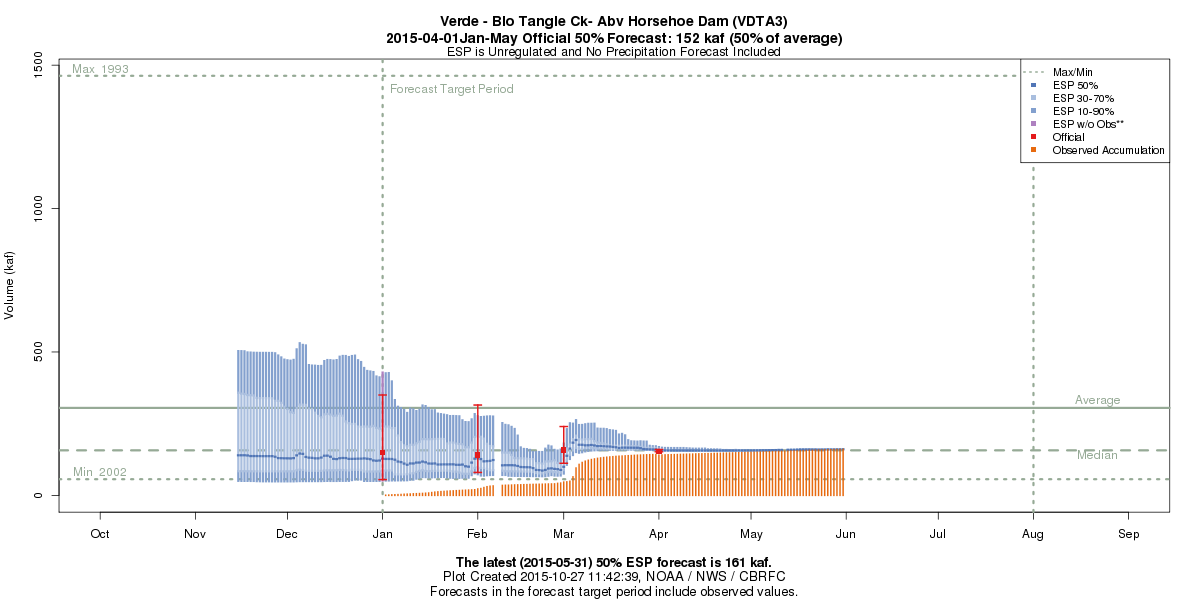 Verde - Blo Tangle Ck- Abv Horsehoe Dam (VDTA3)
2015-04-01Jan-May Official 50% Forecast: 152 kaf (50% of average)
ESP is Unregulated and No Precipitation Forecast Included
Max 1993
Forecast Target Period
Max/Min
ESP 50%
ESP 30-70%
ESP 10-90%
ESP w/o Obs**
Official
Observed Accumulation
1500
1000
500
0
Volume (kaf)
Average
Median
Min 2002
Oct Nov Dec Jan Feb Mar Apr May Jun Jul Aug Sep
The latest (2015-05-31) 50% ESP forecast is 161 kaf.
Plot Created 2015-10-27 11:42:39, NOAA / NWS / CBRFC
Forecasts in the forecast target period include observed values.